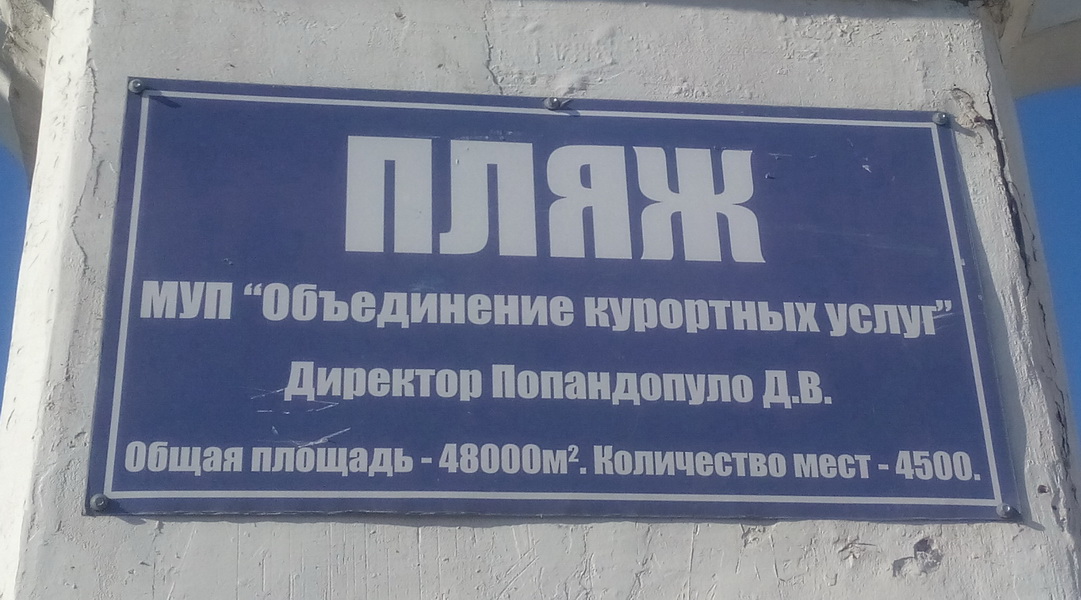 ПЛЯЖ
МУП “Объединение курортных услуг”
Директор Попандопуло Д.В.
Общая площадь - 48000м². Количество мест - 4500.